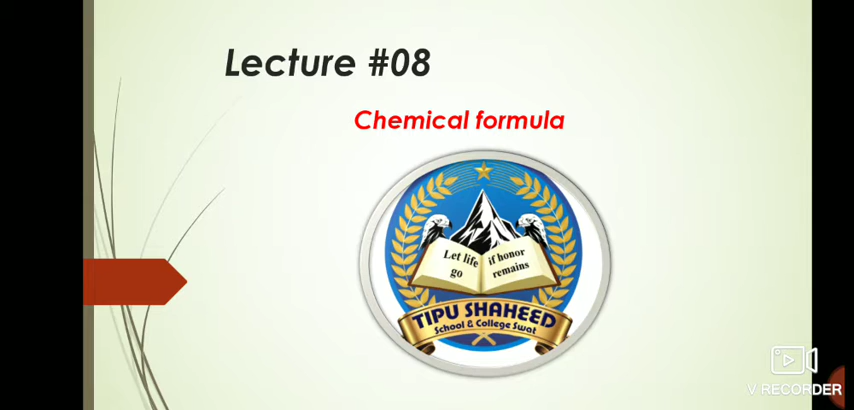 Lecture #08
Chemical formula
Let life
go
if honor
remains
TIPU SHAHEED
School & College Swat
V RECORDER